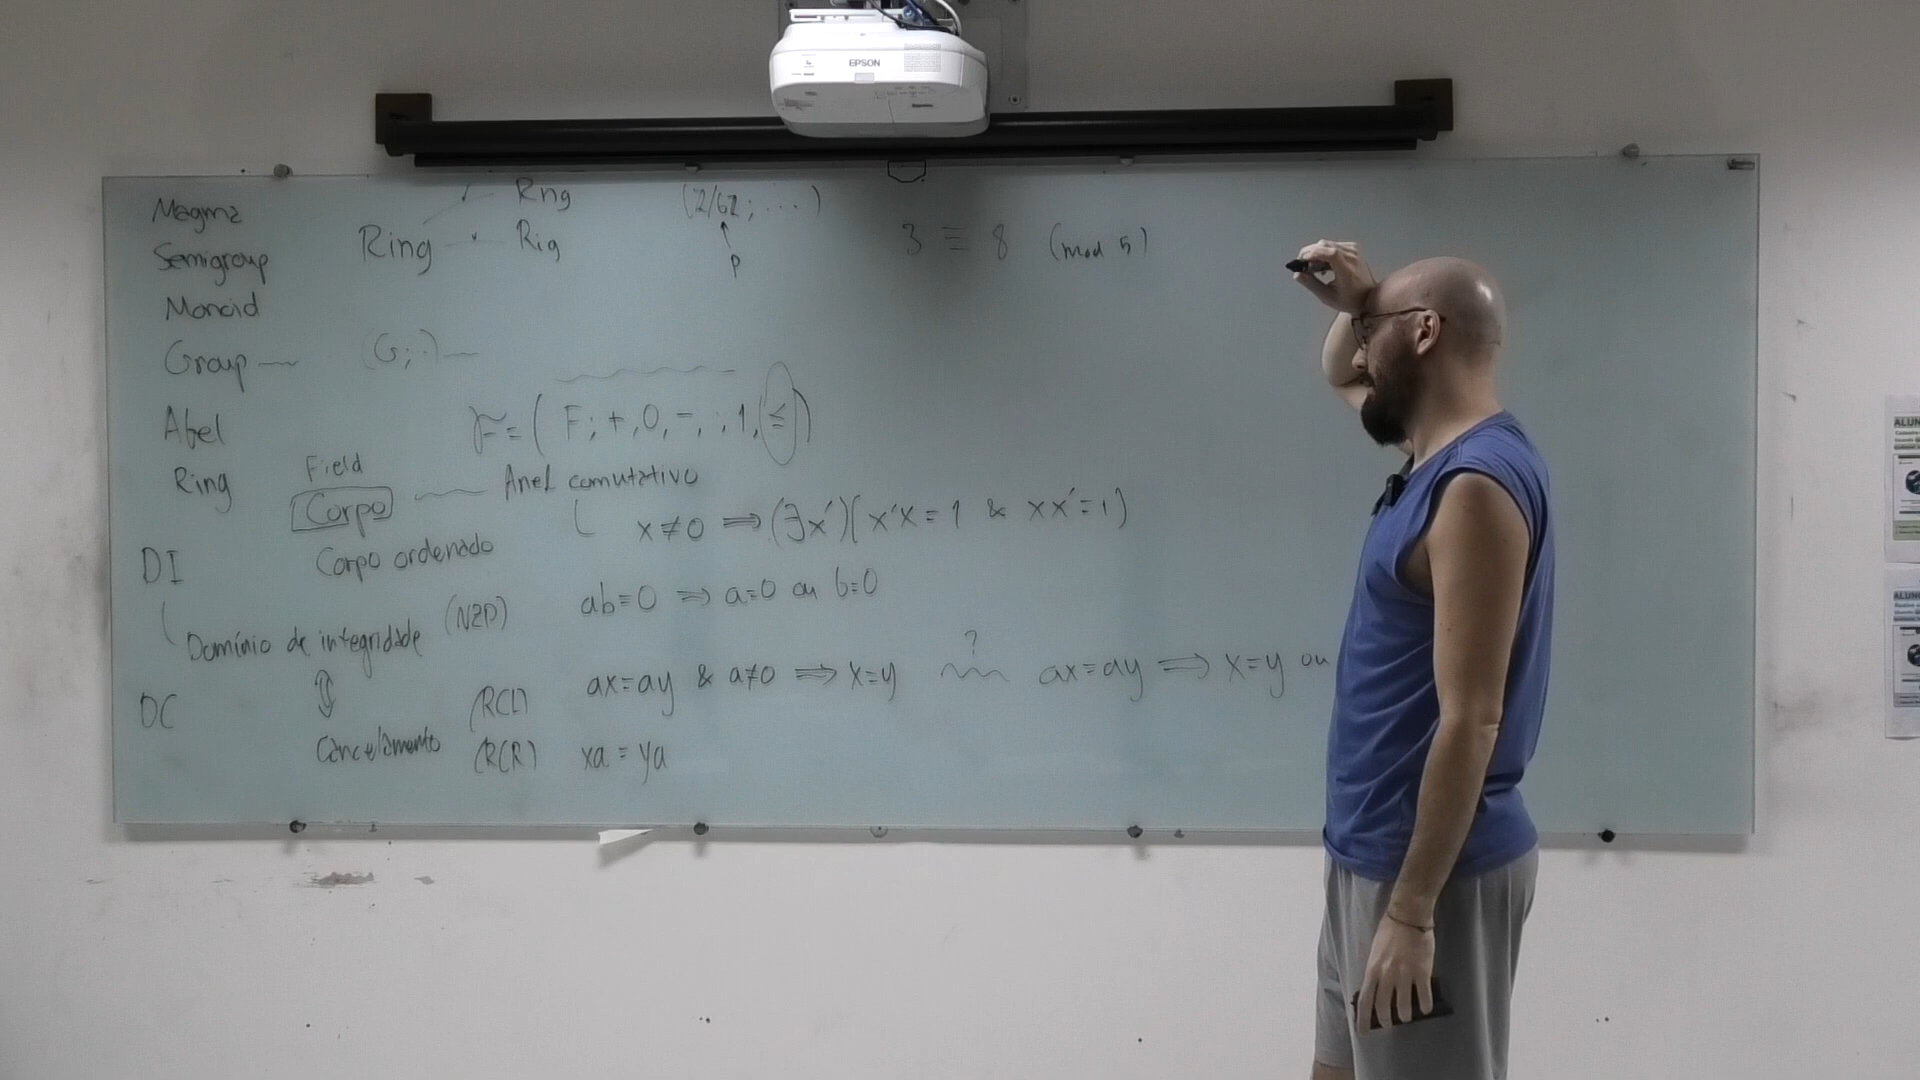 EPSON
Magma
Semigroup
Monoid
Group
Abel
Ring
DI
DC
Rng
Ring
Rig
(Z/6Z; ...)
p
3 ≡ 8 (mod 5)
(G; ·)
F = ( F; +, 0, -, ·, 1, ≤ )
Field
Corpo
Anel comutativo
x ≠ 0 ⟹ (∃x')(x'x = 1 & xx' = 1)
Corpo ordenado
Domínio de integridade (NZD) ab = 0 ⟹ a = 0 ou b = 0
(RCL) ax = ay & a ≠ 0 ⟹ x = y ? ax = ay ⟹ x = y ou
Cancelamento (RCR) xa = ya